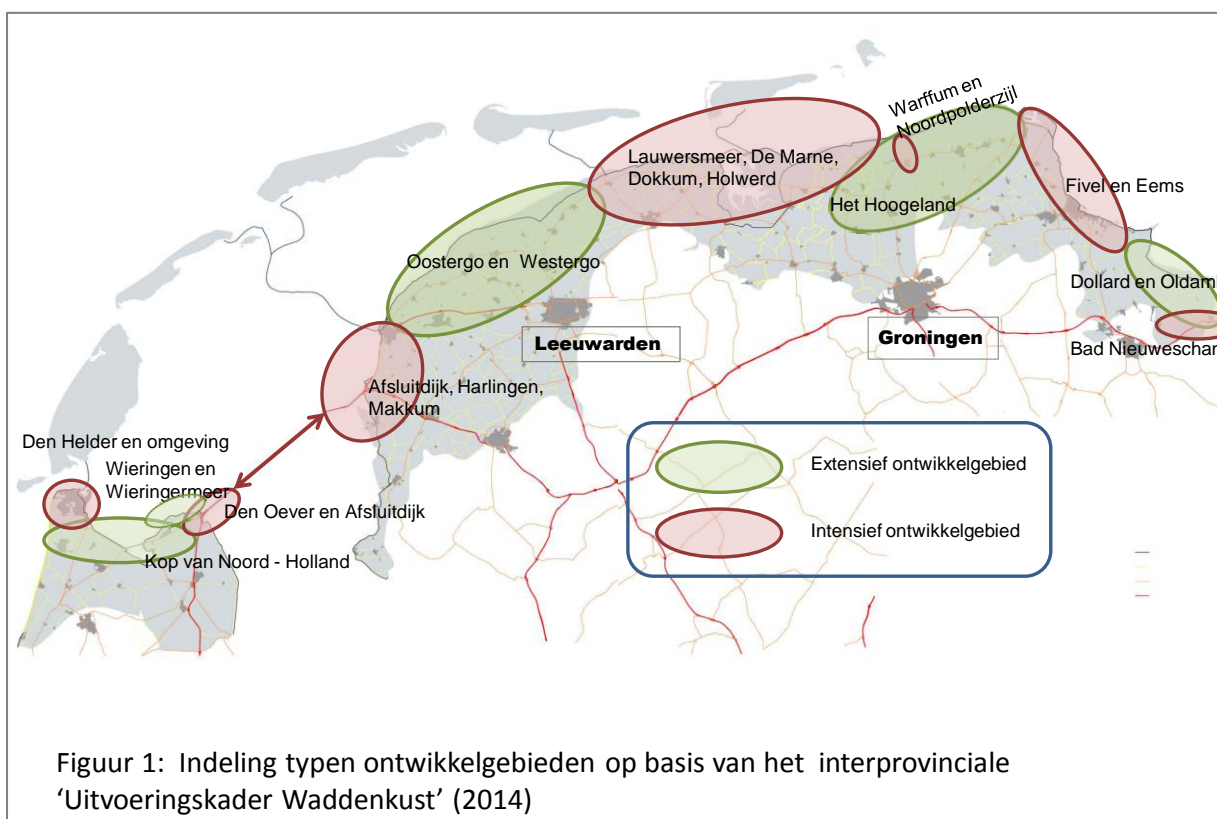 Warffum en
Noordpolderzijl
Lauwersmeer, De Marne,
Dokkum, Holwerd
Fivel en Eems
Het Hoogeland
Oostergo en Westergo
Dollard en Oldam
Leeuwarden
Groningen
Bad Nieuweschan
Afsluitdijk, Harlingen,
Makkum
Den Helder en omgeving
Wieringen en
Wieringermeer
Den Oever en Afsluitdijk
Kop van Noord - Holland
Extensief ontwikkelgebied
Intensief ontwikkelgebied
Figuur 1: Indeling typen ontwikkelgebieden op basis van het interprovinciale
‘Uitvoeringskader Waddenkust’ (2014)